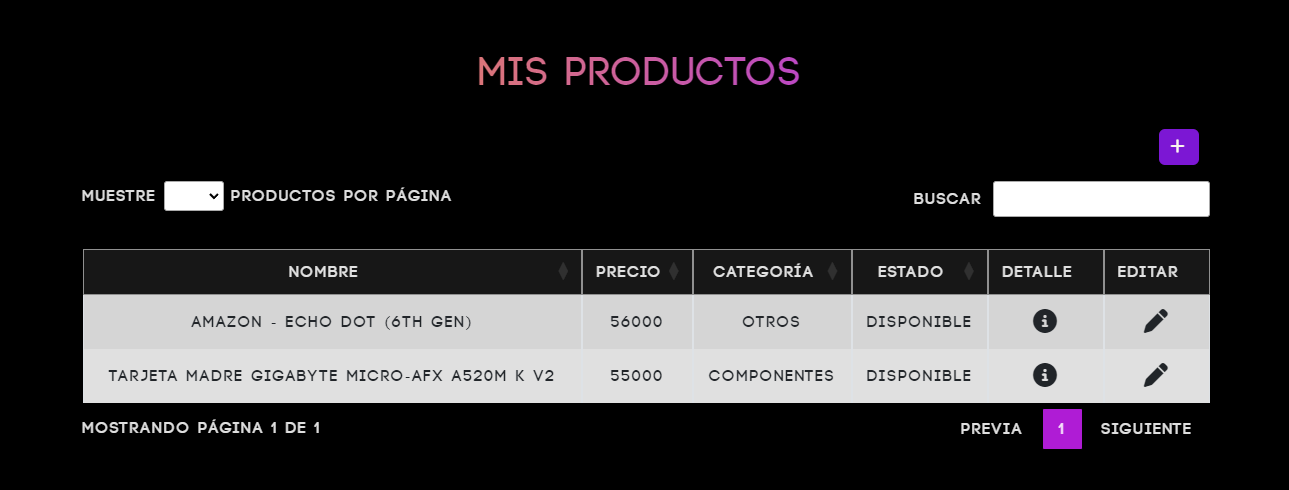 MIS PRODUCTOS
+
MUESTRE PRODUCTOS POR PÁGINA
BUSCAR
NOMBRE PRECIO CATEGORÍA ESTADO DETALLE EDITAR
AMAZON - ECHO DOT (6TH GEN) 56000 OTROS DISPONIBLE
TARJETA MADRE GIGABYTE MICRO-AFX A520M K V2 55000 COMPONENTES DISPONIBLE
MOSTRANDO PÁGINA 1 DE 1
PREVIA 1 SIGUIENTE